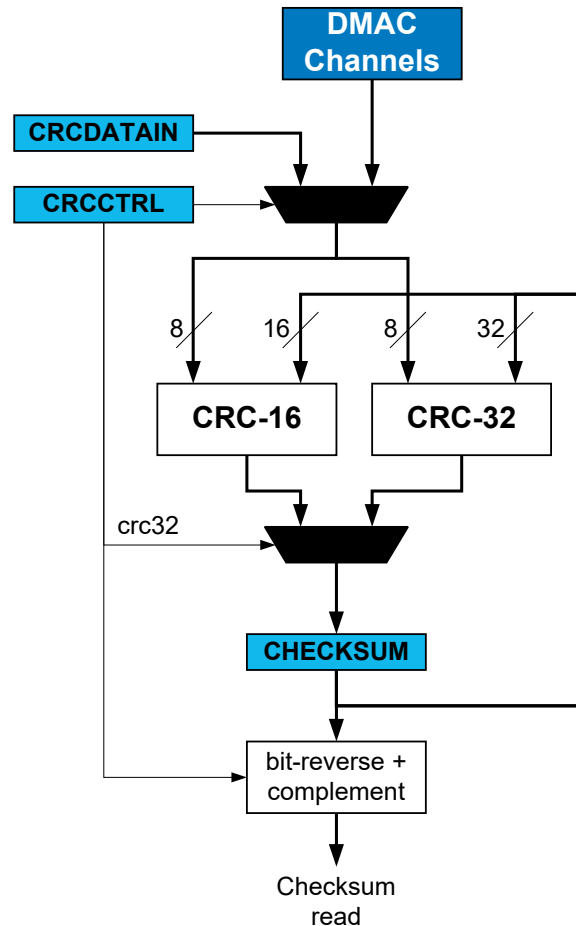 DMAC
Channels
CRCDATAIN
CRCCTRL
8
16
8
32
CRC-16
CRC-32
crc32
CHECKSUM
bit-reverse +
complement
Checksum
read